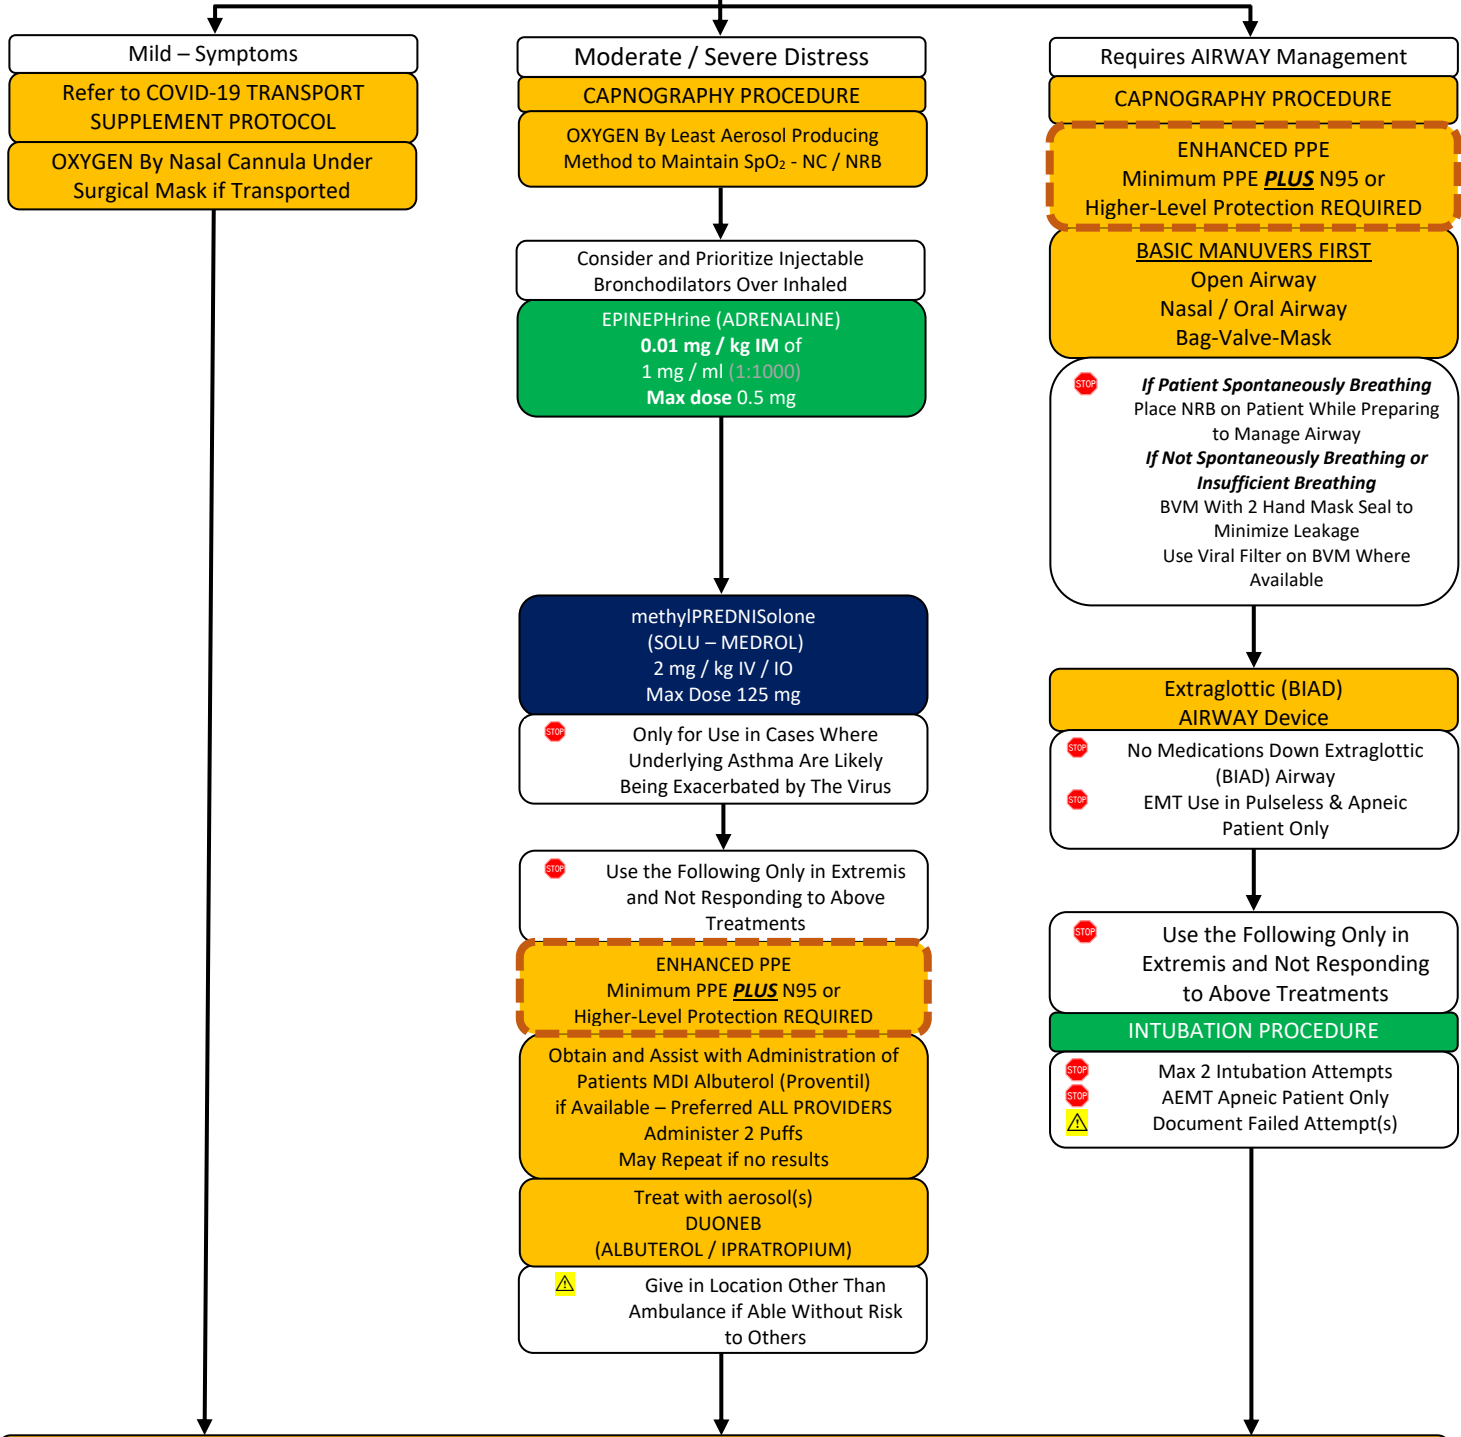 Mild – Symptoms
Refer to COVID-19 TRANSPORT
SUPPLEMENT PROTOCOL
OXYGEN By Nasal Cannula Under
Surgical Mask if Transported
Moderate / Severe Distress
CAPNOGRAPHY PROCEDURE
OXYGEN By Least Aerosol Producing
Method to Maintain SpO₂ - NC / NRB
Consider and Prioritize Injectable
Bronchodilators Over Inhaled
EPINEPHrine (ADRENALINE)
0.01 mg / kg IM of
1 mg / ml (1:1000)
Max dose 0.5 mg
methylPREDNISolone
(SOLU – MEDROL)
2 mg / kg IV / IO
Max Dose 125 mg
STOP
Only for Use in Cases Where
Underlying Asthma Are Likely
Being Exacerbated by The Virus
STOP
Use the Following Only in Extremis
and Not Responding to Above
Treatments
ENHANCED PPE
Minimum PPE PLUS N95 or
Higher-Level Protection REQUIRED
Obtain and Assist with Administration of
Patients MDI Albuterol (Proventil)
if Available – Preferred ALL PROVIDERS
Administer 2 Puffs
May Repeat if no results
Treat with aerosol(s)
DUONEB
(ALBUTEROL / IPRATROPIUM)
Give in Location Other Than
Ambulance if Able Without Risk
to Others
Requires AIRWAY Management
CAPNOGRAPHY PROCEDURE
ENHANCED PPE
Minimum PPE PLUS N95 or
Higher-Level Protection REQUIRED
BASIC MANUVERS FIRST
Open Airway
Nasal / Oral Airway
Bag-Valve-Mask
STOP
If Patient Spontaneously Breathing
Place NRB on Patient While Preparing
to Manage Airway
If Not Spontaneously Breathing or
Insufficient Breathing
BVM With 2 Hand Mask Seal to
Minimize Leakage
Use Viral Filter on BVM Where
Available
Extraglottic (BIAD)
AIRWAY Device
STOP
No Medications Down Extraglottic
(BIAD) Airway
STOP
EMT Use in Pulseless & Apneic
Patient Only
STOP
Use the Following Only in
Extremis and Not Responding
to Above Treatments
INTUBATION PROCEDURE
STOP
Max 2 Intubation Attempts
STOP
AEMT Apneic Patient Only
Document Failed Attempt(s)